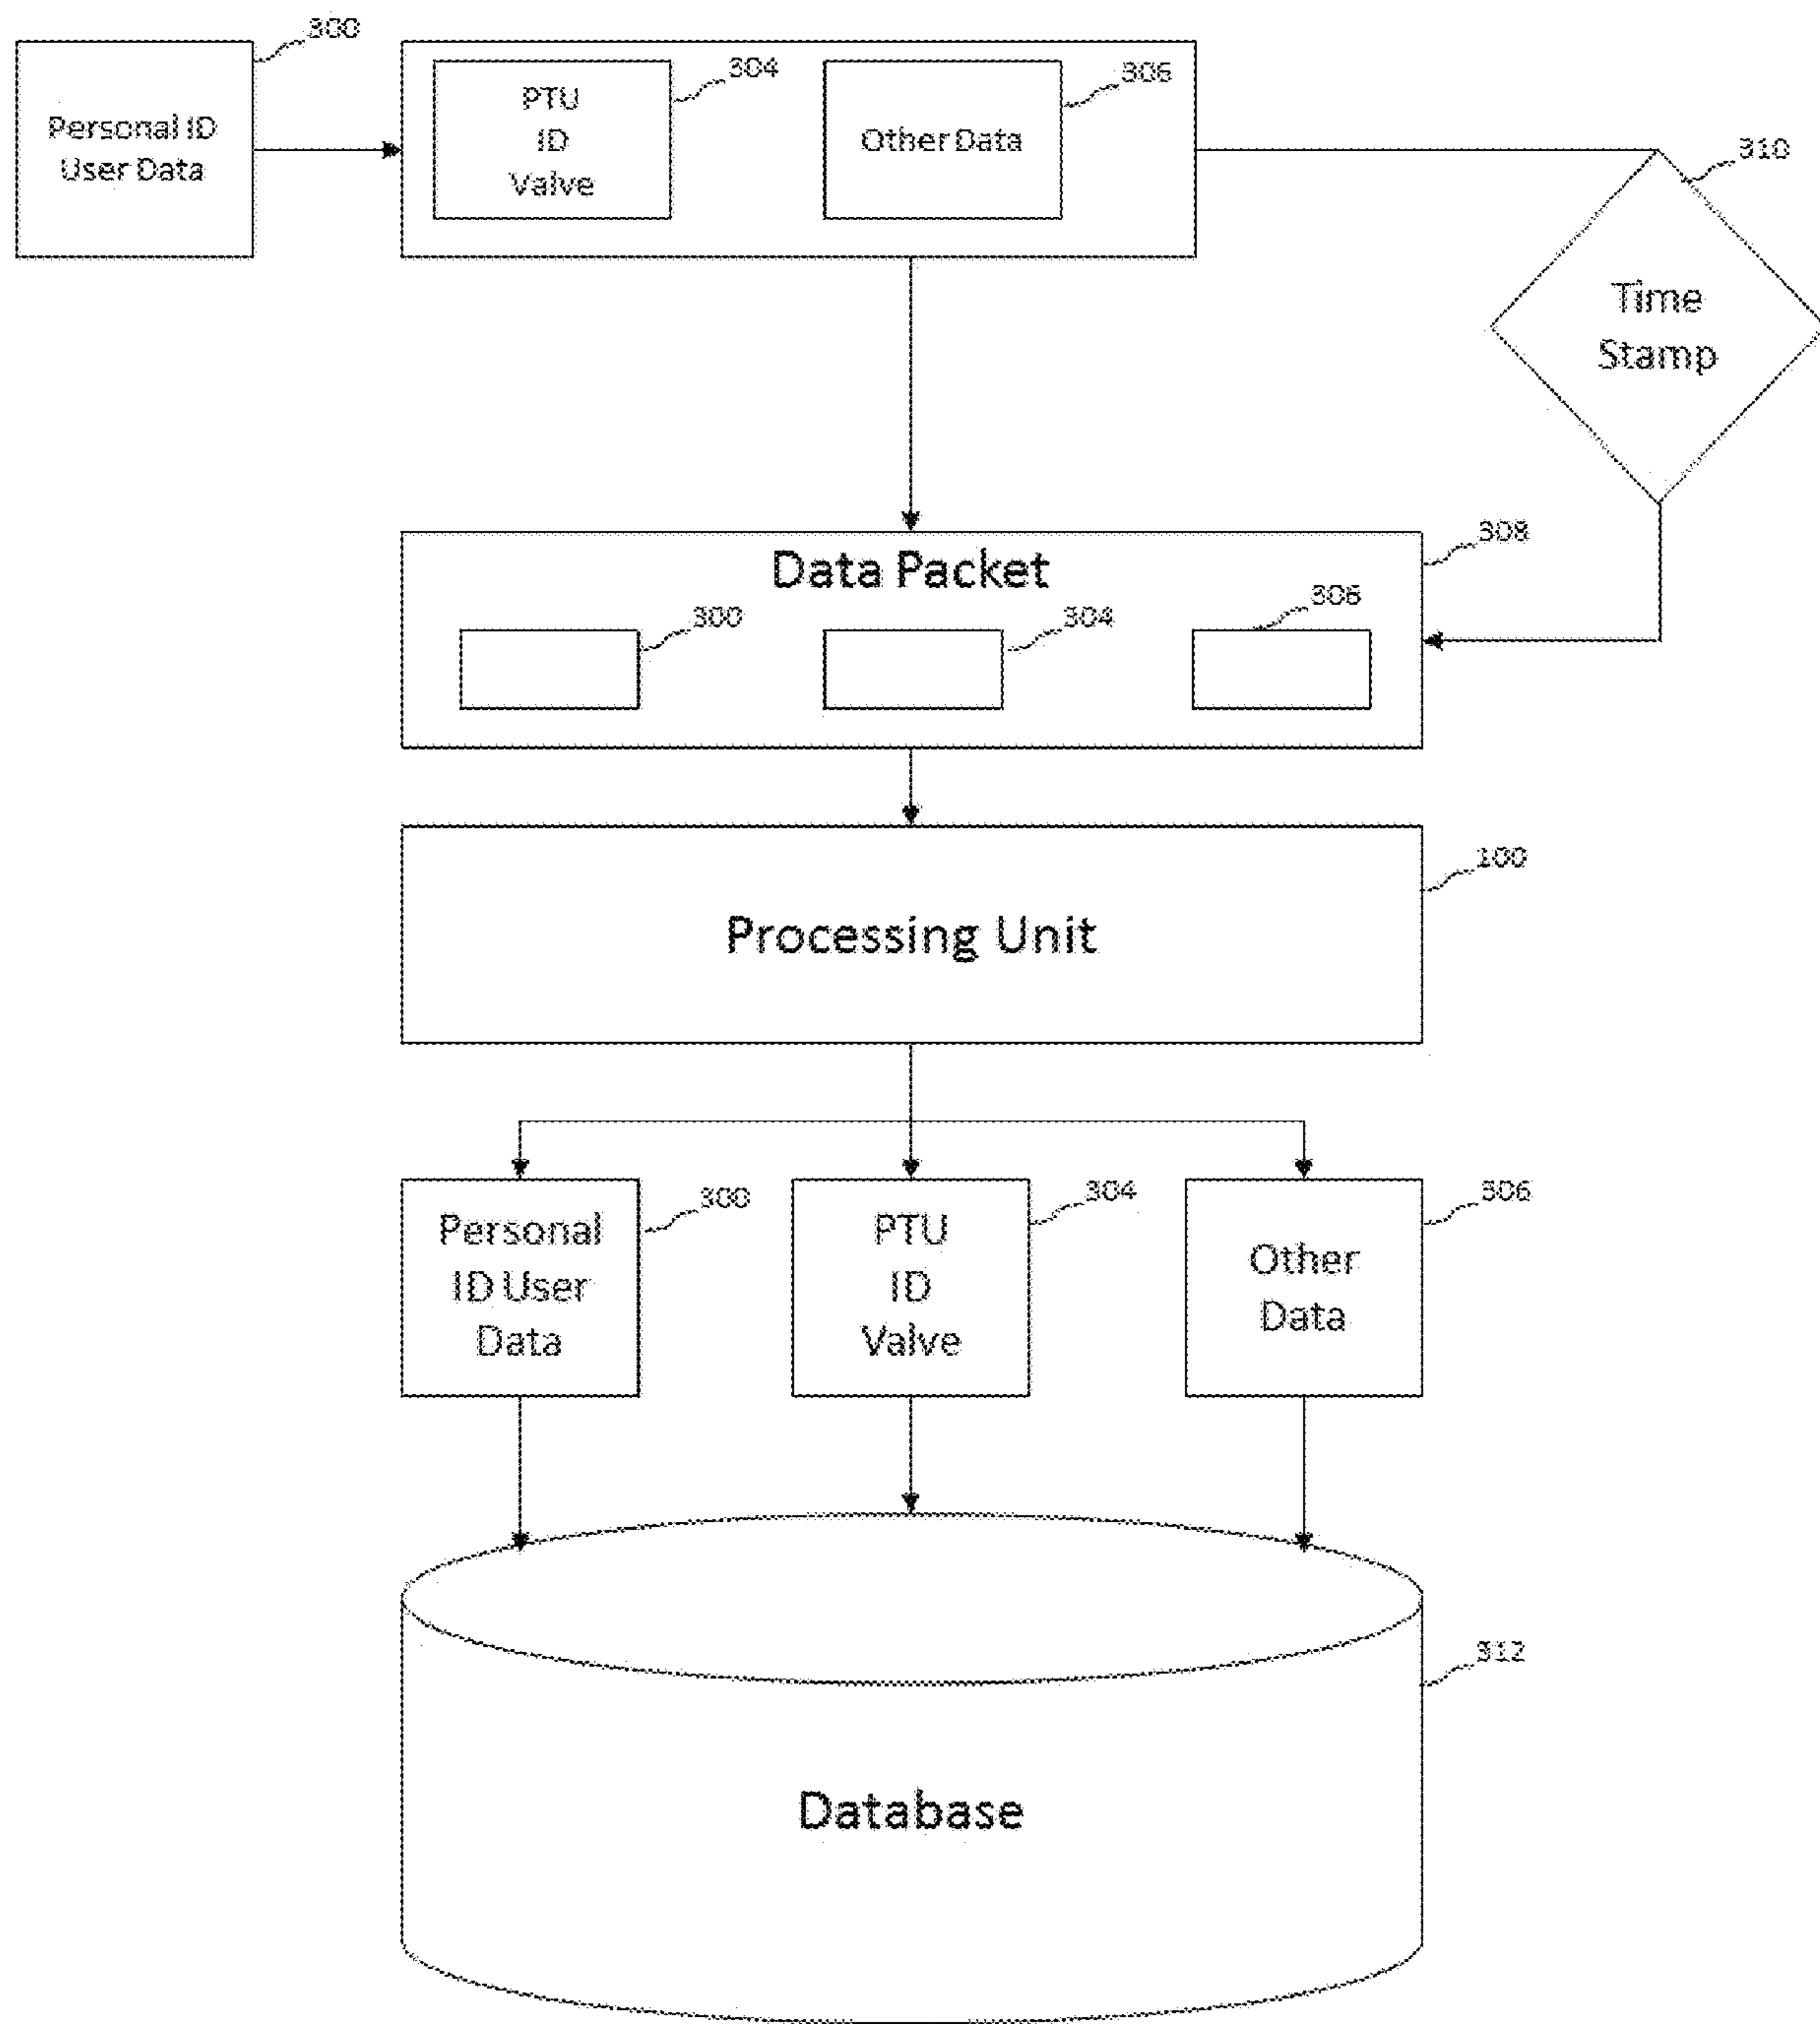 300
304
306
Personal ID
User Data
PTU
ID
Valve
Other Data
310
Time
Stamp
308
Data Packet
300
304
306
100
Processing Unit
300
304
306
Personal
ID User
Data
PTU
ID
Valve
Other
Data
312
Database